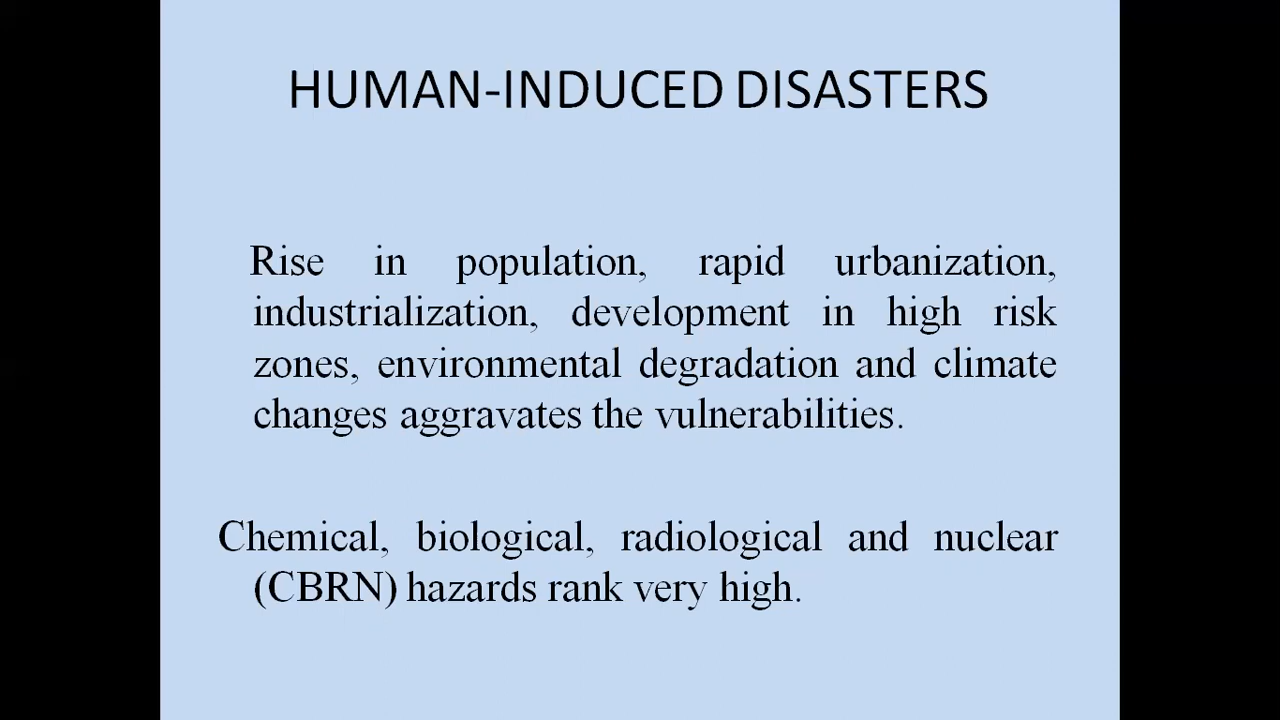 HUMAN-INDUCED DISASTERS
Rise in population, rapid urbanization,
industrialization, development in high risk
zones, environmental degradation and climate
changes aggravates the vulnerabilities.
Chemical, biological, radiological and nuclear
(CBRN) hazards rank very high.